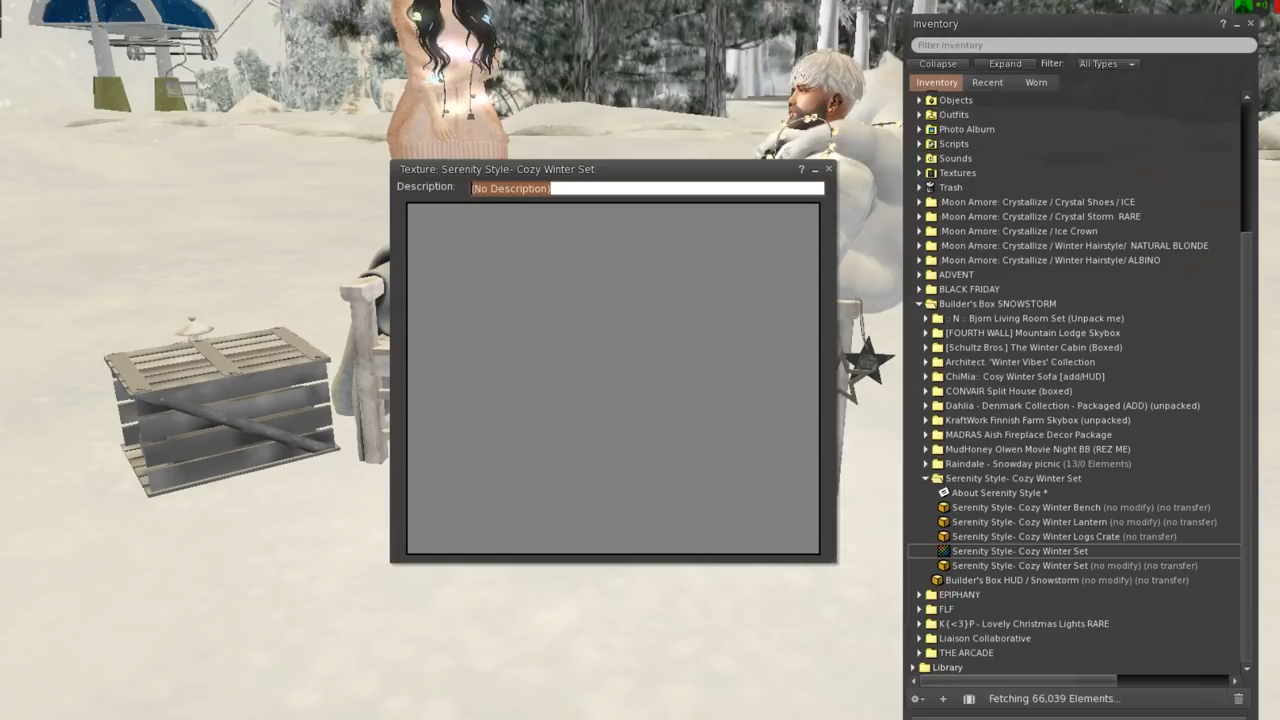 Inventory
Filter Inventory
Collapse Expand Filter: All Types
Inventory Recent Worn
Objects
Outfits
Photo Album
Scripts
Sounds
Textures
Trash
:Moon Amore: Crystallize / Crystal Shoes / ICE
:Moon Amore: Crystallize / Crystal Storm RARE
:Moon Amore: Crystallize / Ice Crown
:Moon Amore: Crystallize / Winter Hairstyle/ NATURAL BLONDE
:Moon Amore: Crystallize / Winter Hairstyle/ ALBINO
ADVENT
BLACK FRIDAY
Builder's Box SNOWSTORM
:: N :: Bjorn Living Room Set (Unpack me)
[FOURTH WALL] Mountain Lodge Skybox
[Schultz Bros.] The Winter Cabin (Boxed)
Architect. 'Winter Vibes' Collection
ChiMia:: Cosy Winter Sofa [add/HUD]
CONVAIR Split House (boxed)
Dahlia - Denmark Collection - Packaged (ADD) (unpacked)
KraftWork Finnish Farm Skybox (unpacked)
MADRAS Aish Fireplace Decor Package
MudHoney Olwen Movie Night BB (REZ ME)
Raindale - Snowday picnic (13/0 Elements)
Serenity Style- Cozy Winter Set
About Serenity Style *
Serenity Style- Cozy Winter Bench (no modify) (no transfer)
Serenity Style- Cozy Winter Lantern (no modify) (no transfer)
Serenity Style- Cozy Winter Logs Crate (no transfer)
Serenity Style- Cozy Winter Set
Serenity Style- Cozy Winter Set (no modify) (no transfer)
Builder's Box HUD / Snowstorm (no modify) (no transfer)
EPIPHANY
FLF
K{<3}P - Lovely Christmas Lights RARE
Liaison Collaborative
THE ARCADE
Library
Fetching 66,039 Elements...
Texture: Serenity Style- Cozy Winter Set
Description: (No Description)